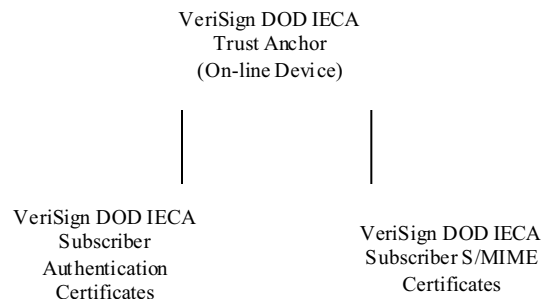 VeriSign DOD IECA
Trust Anchor
(On-line Device)
VeriSign DOD IECA
Subscriber
Authentication
Certificates
VeriSign DOD IECA
Subscriber S/MIME
Certificates